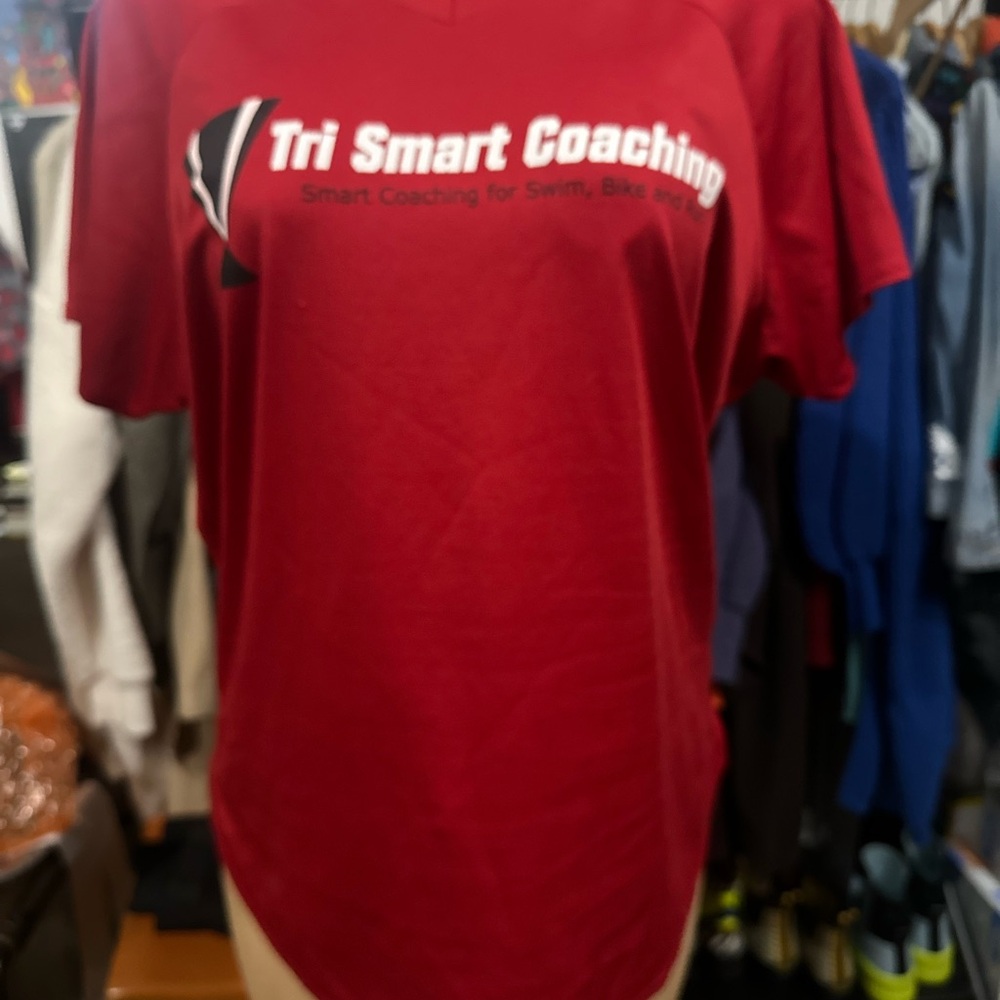 Tri Smart Coaching
Smart Coaching for Swim, Bike and